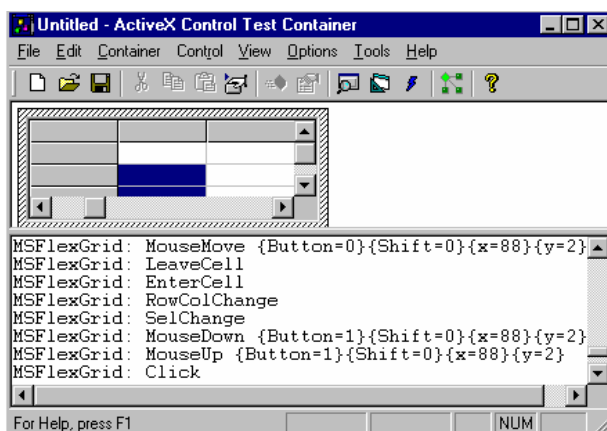 Untitled - ActiveX Control Test Container
File Edit Container Control View Options Tools Help
MSFlexGrid: MouseMove {Button=0}{Shift=0}{x=88}{y=2}
MSFlexGrid: LeaveCell
MSFlexGrid: EnterCell
MSFlexGrid: RowColChange
MSFlexGrid: SelChange
MSFlexGrid: MouseDown {Button=1}{Shift=0}{x=88}{y=2}
MSFlexGrid: MouseUp {Button=1}{Shift=0}{x=88}{y=2}
MSFlexGrid: Click
For Help, press F1 NUM